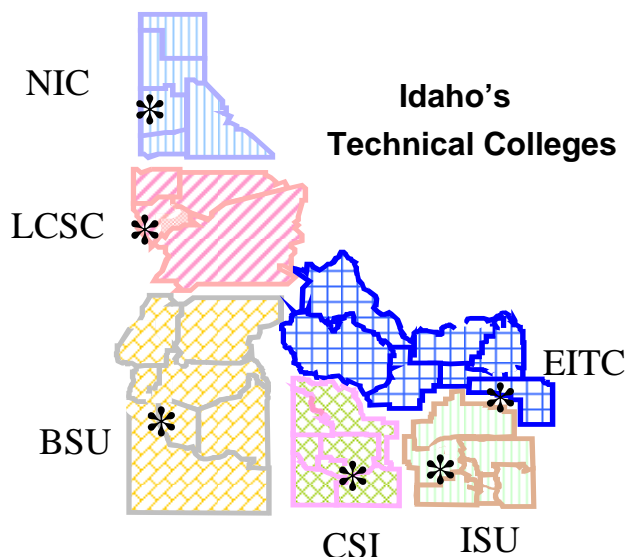 NIC
Idaho’s
Technical Colleges
LCSC
EITC
BSU
CSI
ISU